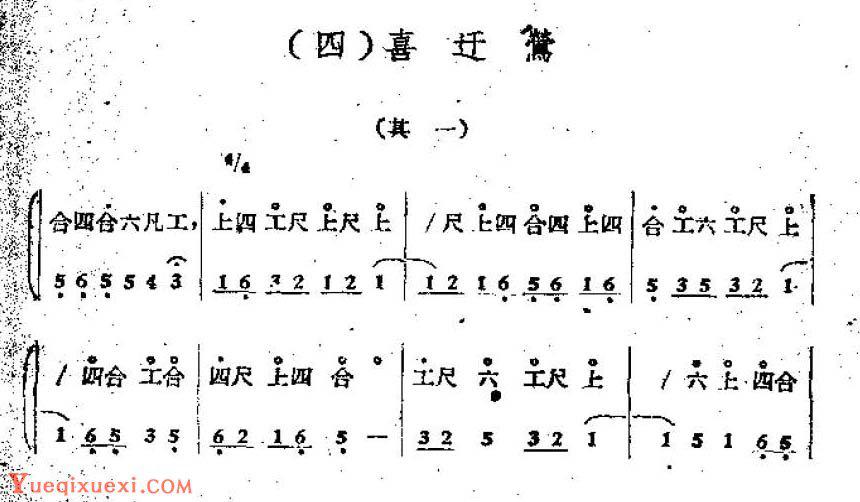 (四)喜迁莺
(其一)
4/4
合四合六凡工, 上四工尺上尺上 /尺上四合四上四 合工六工尺上
5 6 5 5 4 3 1 6 3 2 1 2 1 1 2 1 6 5 6 1 6 5 3 5 3 2 1
/四合工合 四尺上四合 工尺六工尺上 /六上四合
1 6 5 3 5 6 2 1 6 5 — 3 2 5 3 2 1 1 5 1 6 5
Yueqixuexi.com